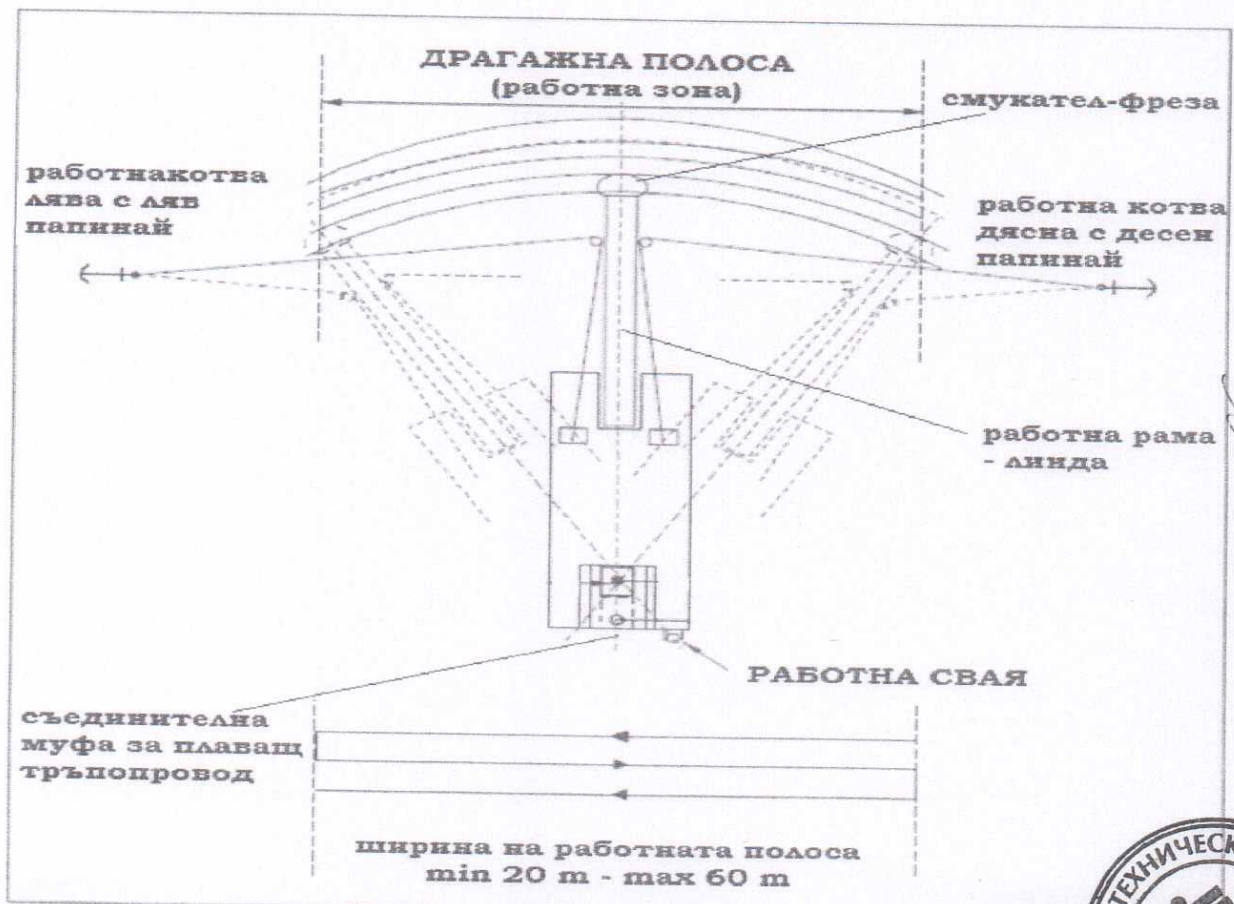 ДРАГАЖНА ПОЛОСА
(работна зона)
смукател-фреза
работнакотва
лява с ляв
папинай
работна котва
дясна с десен
папинай
работна рама
- линда
РАБОТНА СВАЯ
съединителна
муфа за плаващ
тръпопровод
ширина на работната полоса
min 20 m - max 60 m